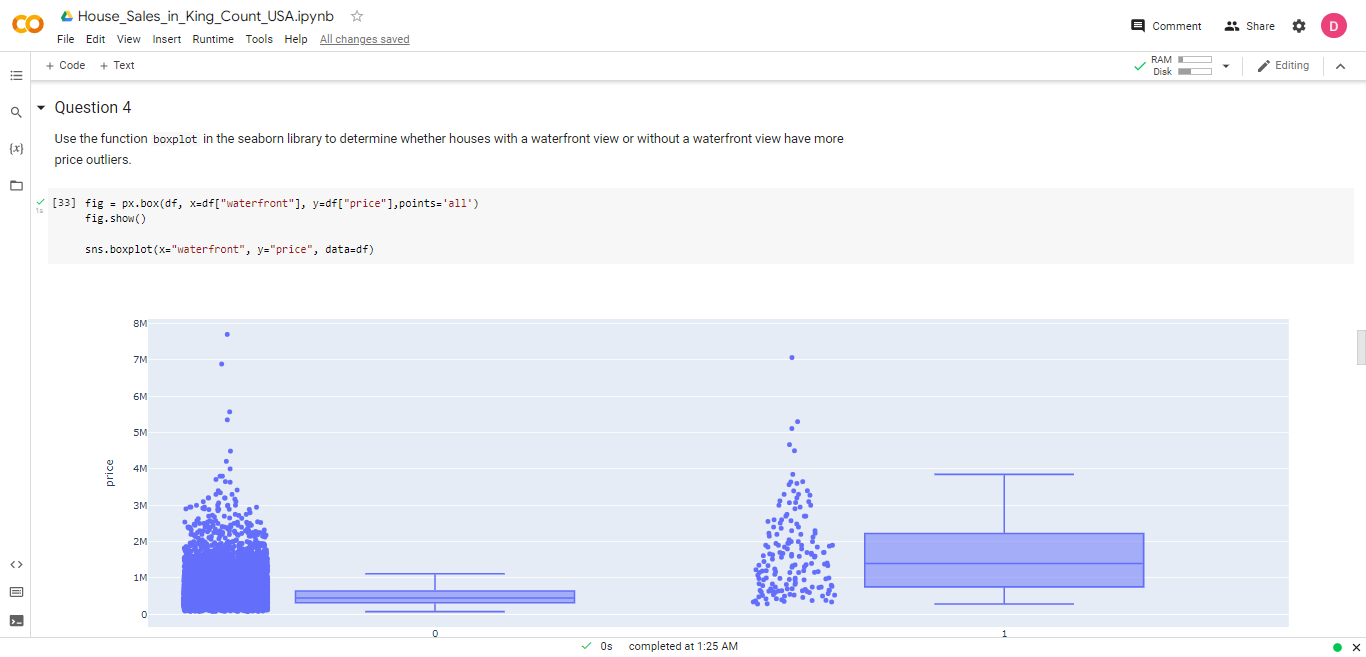 House_Sales_in_King_Count_USA.ipynb
Comment Share D
File Edit View Insert Runtime Tools Help All changes saved
+ Code + Text
RAM
Disk
Editing
Question 4
Use the function boxplot in the seaborn library to determine whether houses with a waterfront view or without a waterfront view have more
price outliers.
[33] fig = px.box(df, x=df["waterfront"], y=df["price"],points='all')
1s
fig.show()
sns.boxplot(x="waterfront", y="price", data=df)
8M
7M
6M
5M
4M
price
3M
2M
1M
0
0 1
0s completed at 1:25 AM